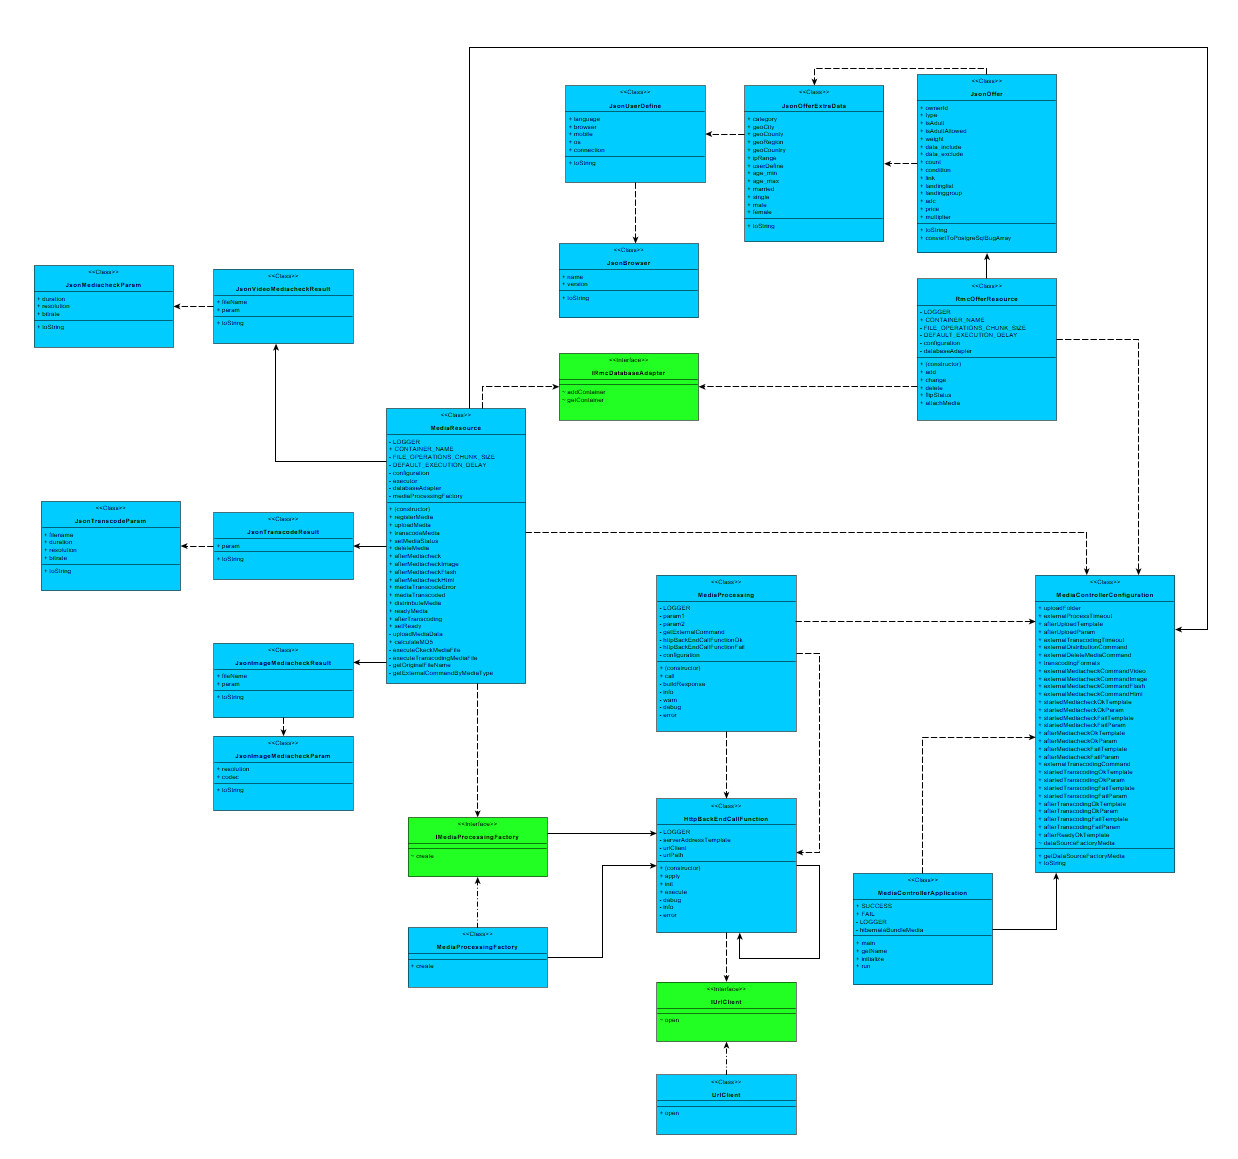 <<Class>>
JsonUserDefine
+ language
+ browser
+ mobile
+ os
+ connection
+ toString
<<Class>>
JsonOfferExtraData
+ category
+ geoCity
+ geoCounty
+ geoRegion
+ geoCountry
+ ipRange
+ userDefine
+ age_min
+ age_max
+ married
+ single
+ male
+ female
+ toString
<<Class>>
JsonOffer
+ ownerId
+ type
+ isAdult
+ isAdultAllowed
+ weight
+ data_include
+ data_exclude
+ count
+ condition
+ link
+ landinglist
+ landinggroup
+ adc
+ price
+ multiplier
+ toString
+ convertToPostgreSqlBugArray
<<Class>>
JsonBrowser
+ name
+ version
+ toString
<<Class>>
JsonMediacheckParam
+ duration
+ resolution
+ bitrate
+ toString
<<Class>>
JsonVideoMediacheckResult
+ fileName
+ param
+ toString
<<Class>>
RmcOfferResource
- LOGGER
+ CONTAINER_NAME
- FILE_OPERATIONS_CHUNK_SIZE
- DEFAULT_EXECUTION_DELAY
- configuration
- databaseAdapter
+ (constructor)
+ add
+ change
+ delete
+ flipStatus
+ attachMedia
<<Interface>>
IRmcDatabaseAdapter
~ addContainer
~ getContainer
<<Class>>
MediaResource
- LOGGER
+ CONTAINER_NAME
- FILE_OPERATIONS_CHUNK_SIZE
- DEFAULT_EXECUTION_DELAY
- configuration
- executor
- databaseAdapter
- mediaProcessingFactory
+ (constructor)
+ registerMedia
+ uploadMedia
+ transcodeMedia
+ setMediaStatus
+ deleteMedia
+ afterMediacheck
+ afterMediacheckImage
+ afterMediacheckFlash
+ afterMediacheckHtml
+ mediaTranscodeError
+ mediaTranscoded
+ distributeMedia
+ readyMedia
+ afterTranscoding
+ setReady
- uploadMediaData
+ calculateMD5
- executeCkeckMediaFile
- executeTranscodingMediaFile
- getOriginalFileName
- getExternalCommandByMediaType
<<Class>>
JsonTranscodeParam
+ filename
+ duration
+ resolution
+ bitrate
+ toString
<<Class>>
JsonTranscodeResult
+ param
+ toString
<<Class>>
JsonImageMediacheckResult
+ fileName
+ param
+ toString
<<Class>>
JsonImageMediacheckParam
+ resolution
+ codec
+ toString
<<Class>>
MediaProcessing
- LOGGER
- param1
- param2
- getExternalCommand
- httpBackEndCallFunctionOk
- httpBackEndCallFunctionFail
- configuration
+ (constructor)
+ call
- buildResponse
- info
- warn
- debug
- error
<<Class>>
MediaControllerConfiguration
+ uploadFolder
+ externalProcessTimeout
+ afterUploadTemplate
+ afterUploadParam
+ externalTranscodingTimeout
+ externalDistributionCommand
+ externalDeleteMediaCommand
+ transcodingFormats
+ externalMediacheckCommandVideo
+ externalMediacheckCommandImage
+ externalMediacheckCommandFlash
+ externalMediacheckCommandHtml
+ startedMediacheckOkTemplate
+ startedMediacheckOkParam
+ startedMediacheckFailTemplate
+ startedMediacheckFailParam
+ afterMediacheckOkTemplate
+ afterMediacheckOkParam
+ afterMediacheckFailTemplate
+ afterMediacheckFailParam
+ externalTranscodingCommand
+ startedTranscodingOkTemplate
+ startedTranscodingOkParam
+ startedTranscodingFailTemplate
+ startedTranscodingFailParam
+ afterTranscodingOkTemplate
+ afterTranscodingOkParam
+ afterTranscodingFailTemplate
+ afterTranscodingFailParam
+ afterReadyOkTemplate
~ dataSourceFactoryMedia
+ getDataSourceFactoryMedia
+ toString
<<Class>>
HttpBackEndCallFunction
- LOGGER
- serverAddressTemplate
- urlClient
- urlPath
+ (constructor)
+ apply
+ init
+ execute
- debug
- info
- error
<<Interface>>
IMediaProcessingFactory
~ create
<<Class>>
MediaProcessingFactory
+ create
<<Class>>
MediaControllerApplication
+ SUCCESS
+ FAIL
- LOGGER
- hibernateBundleMedia
+ main
+ getName
+ initialize
+ run
<<Interface>>
IUrlClient
~ open
<<Class>>
UrlClient
+ open